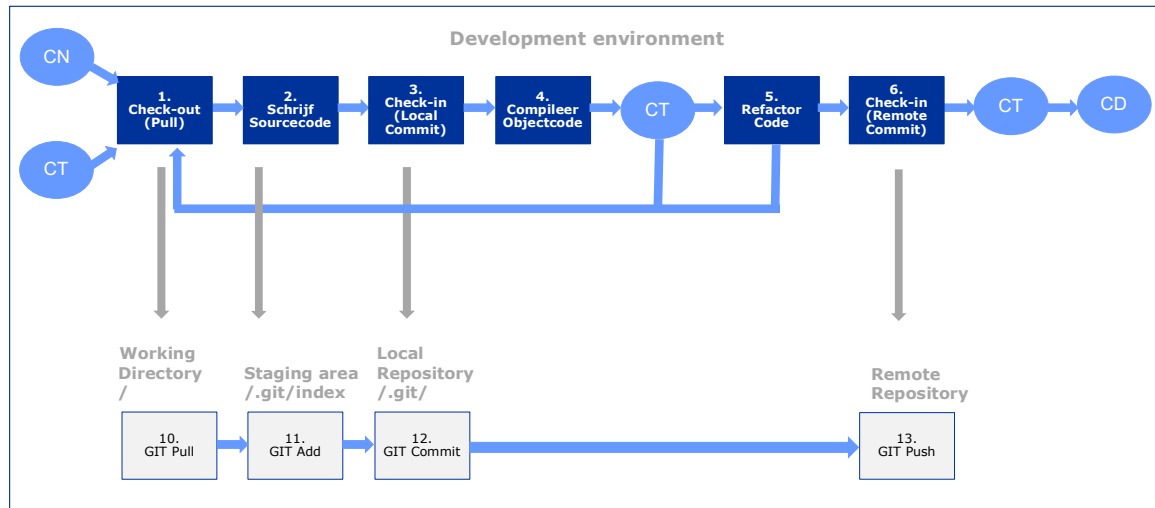 Development environment
CN
CT
1.
Check-out
(Pull)
2.
Schrijf
Sourcecode
3.
Check-in
(Local
Commit)
4.
Compileer
Objectcode
CT
5.
Refactor
Code
6.
Check-in
(Remote
Commit)
CT
CD
Working
Directory
/
Staging area
/.git/index
Local
Repository
/.git/
Remote
Repository
10.
GIT Pull
11.
GIT Add
12.
GIT Commit
13.
GIT Push